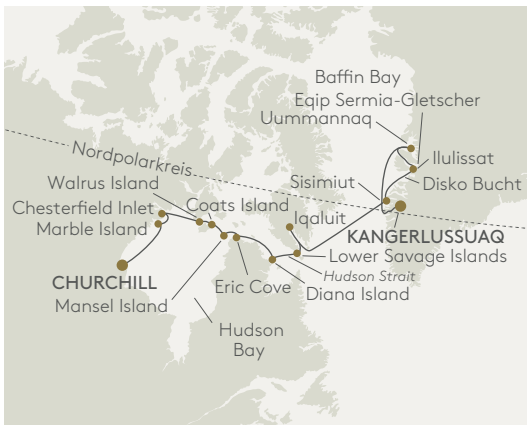 Baffin Bay
Eqip Sermia-Gletscher
Uummannaq
Nordpolarkreis
Ilulissat
Disko Bucht
Walrus Island
Coats Island
Sisimiut
Chesterfield Inlet
Iqaluit
Marble Island
KANGERLUSSUAQ
Lower Savage Islands
CHURCHILL
Hudson Strait
Mansel Island
Eric Cove
Diana Island
Hudson
Bay